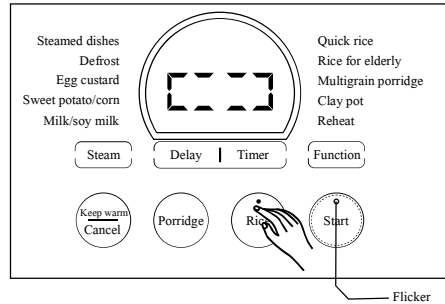 Steamed dishes
Defrost
Egg custard
Sweet potato/corn
Milk/soy milk
Quick rice
Rice for elderly
Multigrain porridge
Clay pot
Reheat
Steam
Delay | Timer
Function
Keep warm
Cancel
Porridge
Rice
Start
Flicker